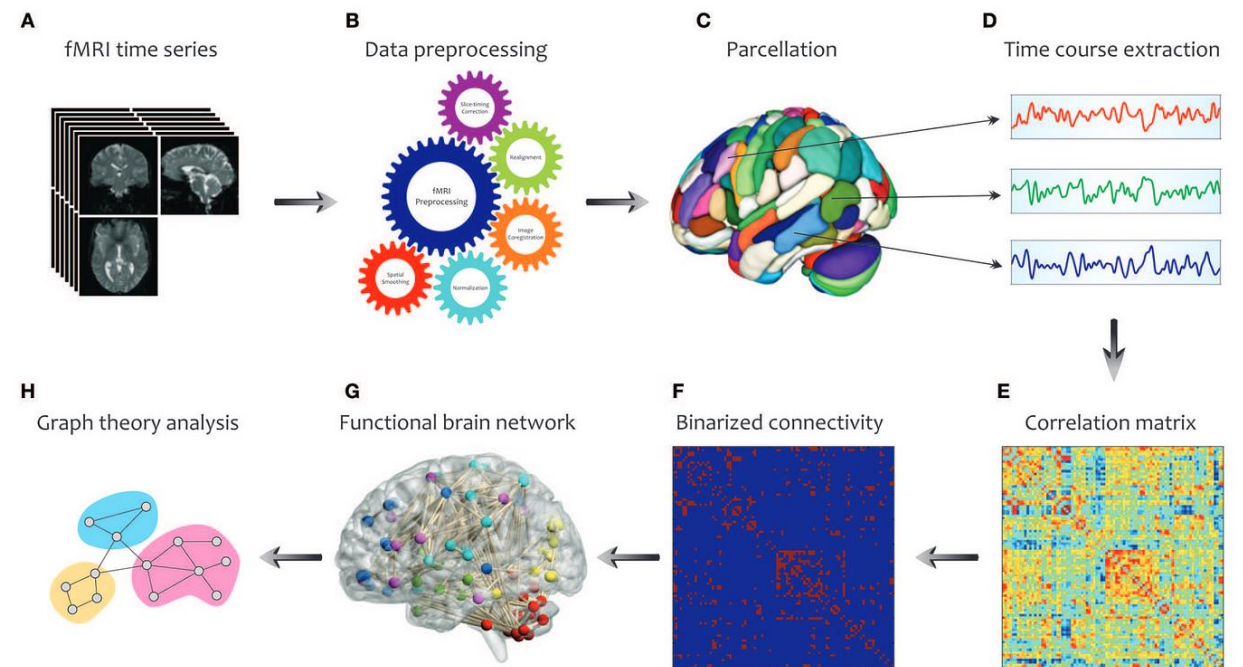 A
fMRI time series
B
Data preprocessing
Slice-timing
Correction
Realignment
fMRI
Preprocessing
Image
Coregistration
Spatial
Smoothing
Normalization
C
Parcellation
D
Time course extraction
H
Graph theory analysis
G
Functional brain network
F
Binarized connectivity
E
Correlation matrix